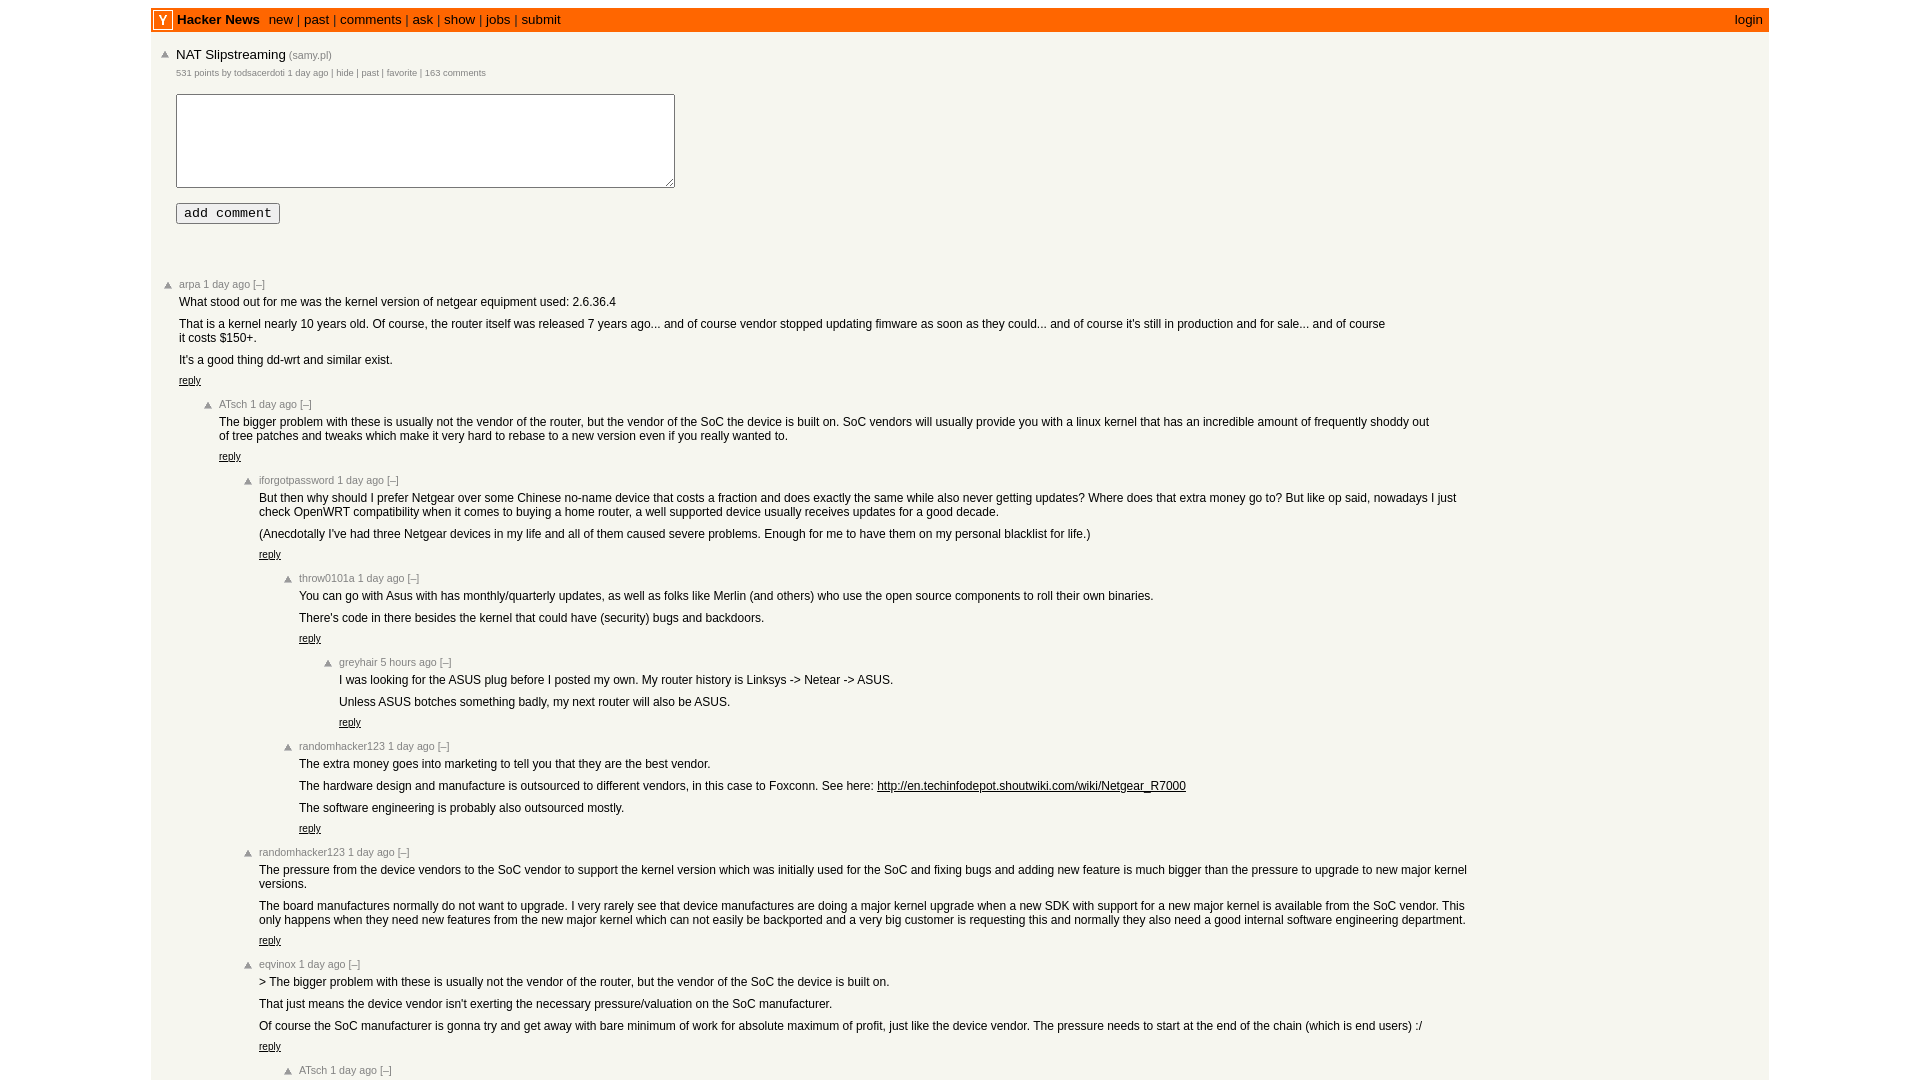 Y Hacker News new | past | comments | ask | show | jobs | submit login
NAT Slipstreaming (samy.pl)
531 points by todsacerdoti 1 day ago | hide | past | favorite | 163 comments
add comment
arpa 1 day ago [–]
What stood out for me was the kernel version of netgear equipment used: 2.6.36.4
That is a kernel nearly 10 years old. Of course, the router itself was released 7 years ago... and of course vendor stopped updating fimware as soon as they could... and of course it's still in production and for sale... and of course
it costs $150+.
It's a good thing dd-wrt and similar exist.
reply
ATsch 1 day ago [–]
The bigger problem with these is usually not the vendor of the router, but the vendor of the SoC the device is built on. SoC vendors will usually provide you with a linux kernel that has an incredible amount of frequently shoddy out
of tree patches and tweaks which make it very hard to rebase to a new version even if you really wanted to.
reply
iforgotpassword 1 day ago [–]
But then why should I prefer Netgear over some Chinese no-name device that costs a fraction and does exactly the same while also never getting updates? Where does that extra money go to? But like op said, nowadays I just
check OpenWRT compatibility when it comes to buying a home router, a well supported device usually receives updates for a good decade.
(Anecdotally I've had three Netgear devices in my life and all of them caused severe problems. Enough for me to have them on my personal blacklist for life.)
reply
throw0101a 1 day ago [–]
You can go with Asus with has monthly/quarterly updates, as well as folks like Merlin (and others) who use the open source components to roll their own binaries.
There's code in there besides the kernel that could have (security) bugs and backdoors.
reply
greyhair 5 hours ago [–]
I was looking for the ASUS plug before I posted my own. My router history is Linksys -> Netear -> ASUS.
Unless ASUS botches something badly, my next router will also be ASUS.
reply
randomhacker123 1 day ago [–]
The extra money goes into marketing to tell you that they are the best vendor.
The hardware design and manufacture is outsourced to different vendors, in this case to Foxconn. See here: http://en.techinfodepot.shoutwiki.com/wiki/Netgear_R7000
The software engineering is probably also outsourced mostly.
reply
randomhacker123 1 day ago [–]
The pressure from the device vendors to the SoC vendor to support the kernel version which was initially used for the SoC and fixing bugs and adding new feature is much bigger than the pressure to upgrade to new major kernel
versions.
The board manufactures normally do not want to upgrade. I very rarely see that device manufactures are doing a major kernel upgrade when a new SDK with support for a new major kernel is available from the SoC vendor. This
only happens when they need new features from the new major kernel which can not easily be backported and a very big customer is requesting this and normally they also need a good internal software engineering department.
reply
eqvinox 1 day ago [–]
> The bigger problem with these is usually not the vendor of the router, but the vendor of the SoC the device is built on.
That just means the device vendor isn't exerting the necessary pressure/valuation on the SoC manufacturer.
Of course the SoC manufacturer is gonna try and get away with bare minimum of work for absolute maximum of profit, just like the device vendor. The pressure needs to start at the end of the chain (which is end users) :/
reply
ATsch 1 day ago [–]